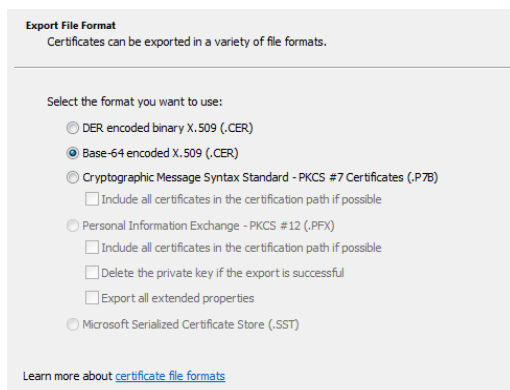 Export File Format
Certificates can be exported in a variety of file formats.
Select the format you want to use:
DER encoded binary X.509 (.CER)
Base-64 encoded X.509 (.CER)
Cryptographic Message Syntax Standard - PKCS #7 Certificates (.P7B)
Include all certificates in the certification path if possible
Personal Information Exchange - PKCS #12 (.PFX)
Include all certificates in the certification path if possible
Delete the private key if the export is successful
Export all extended properties
Microsoft Serialized Certificate Store (.SST)
Learn more about certificate file formats